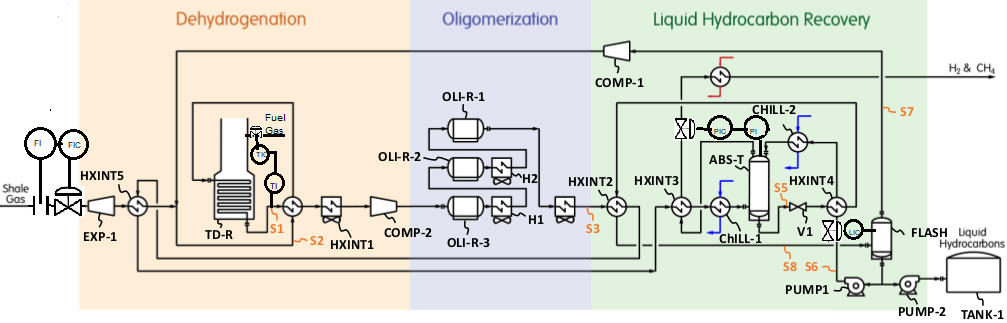 Dehydrogenation
Oligomerization
Liquid Hydrocarbon Recovery
COMP-1
H₂ & CH₄
OLI-R-1
CHILL-2
S7
Fuel
Gas
FI
FIC
TIC
PIC
PI
OLI-R-2
ABS-T
HXINT5
TI
H2
HXINT2
HXINT3
HXINT4
Shale
Gas
S5
EXP-1
TD-R
S1
S2
HXINT1
COMP-2
OLI-R-3
H1
S3
ChILL-1
V1
LIC
FLASH
Liquid
Hydrocarbons
S8
S6
PUMP1
PUMP-2
TANK-1